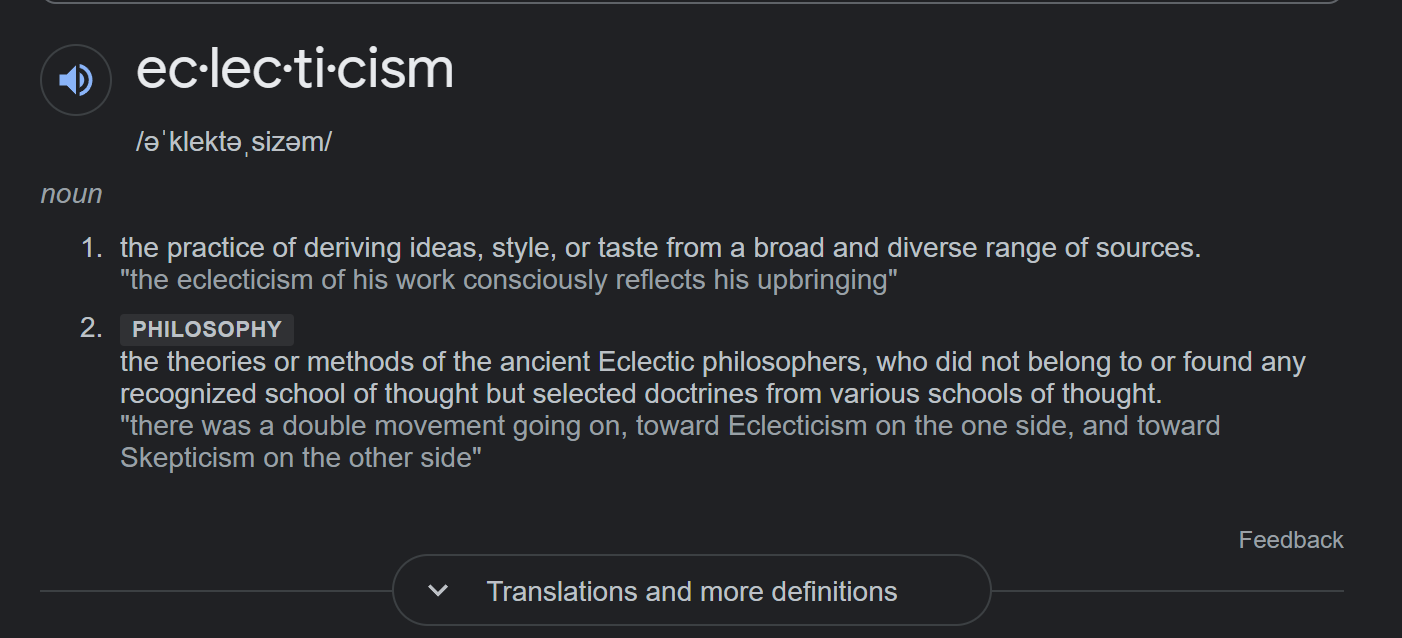 ec·lec·ti·cism
/əˈklektəˌsizəm/
noun
1. the practice of deriving ideas, style, or taste from a broad and diverse range of sources.
"the eclecticism of his work consciously reflects his upbringing"
2. PHILOSOPHY
the theories or methods of the ancient Eclectic philosophers, who did not belong to or found any
recognized school of thought but selected doctrines from various schools of thought.
"there was a double movement going on, toward Eclecticism on the one side, and toward
Skepticism on the other side"
Feedback
Translations and more definitions